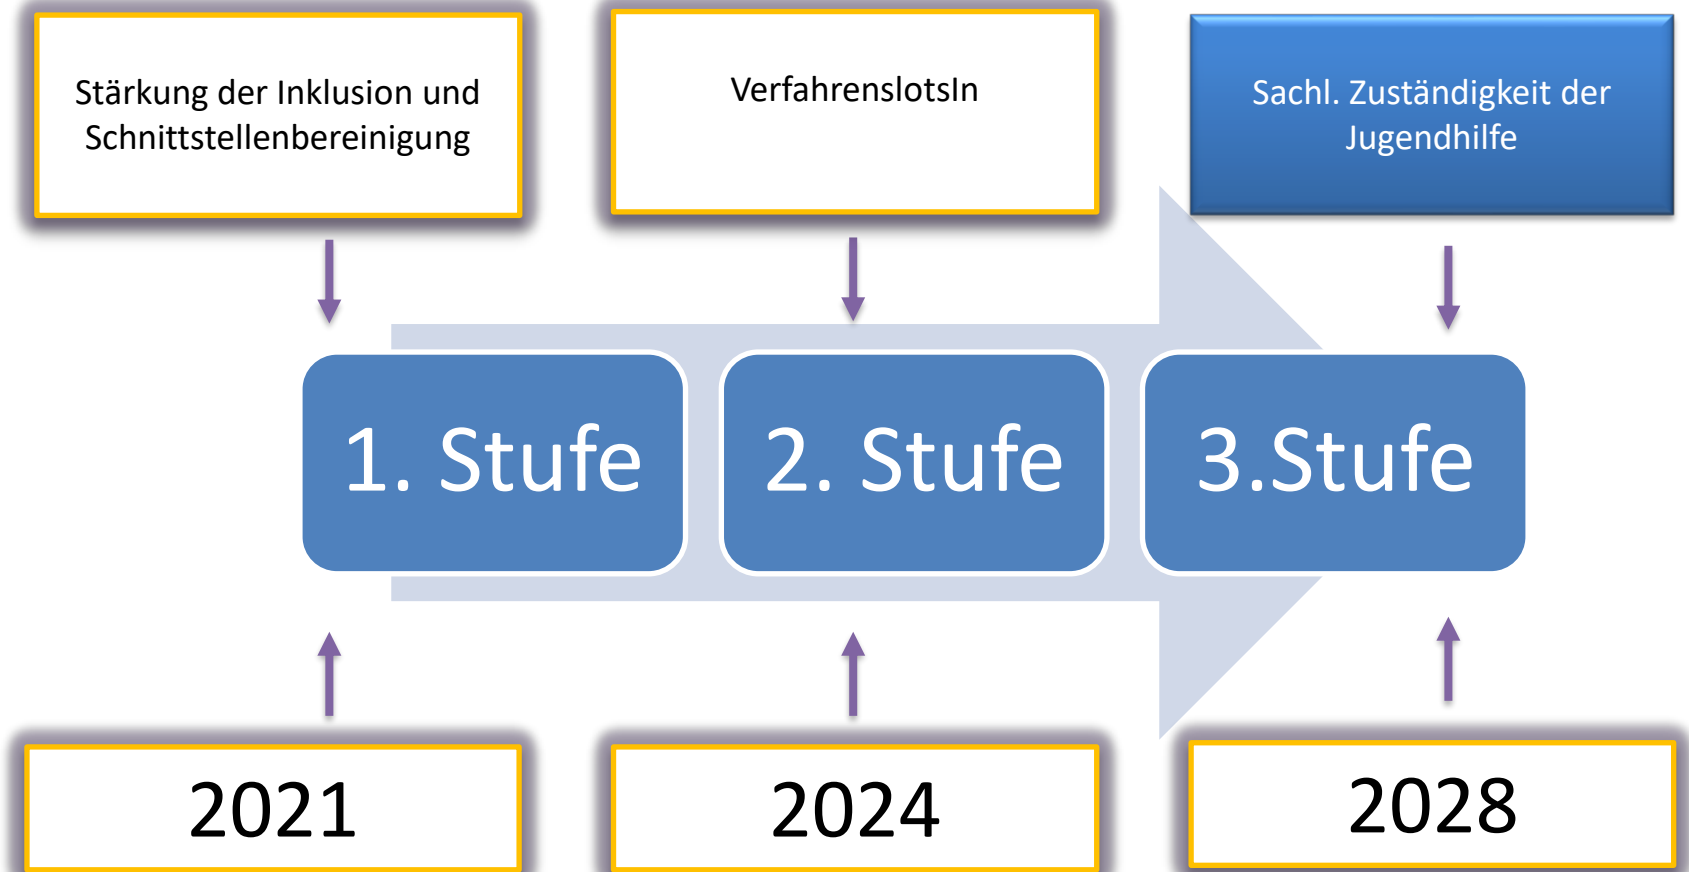 Stärkung der Inklusion und
Schnittstellenbereinigung
VerfahrenslotsIn
Sachl. Zuständigkeit der
Jugendhilfe
1. Stufe
2. Stufe
3.Stufe
2021
2024
2028